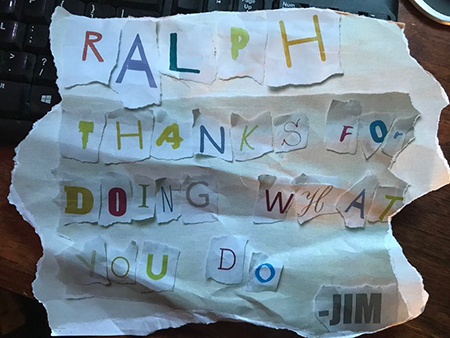 RALPH
THANKS FOR
DOING WHAT
YOU DO
-JIM